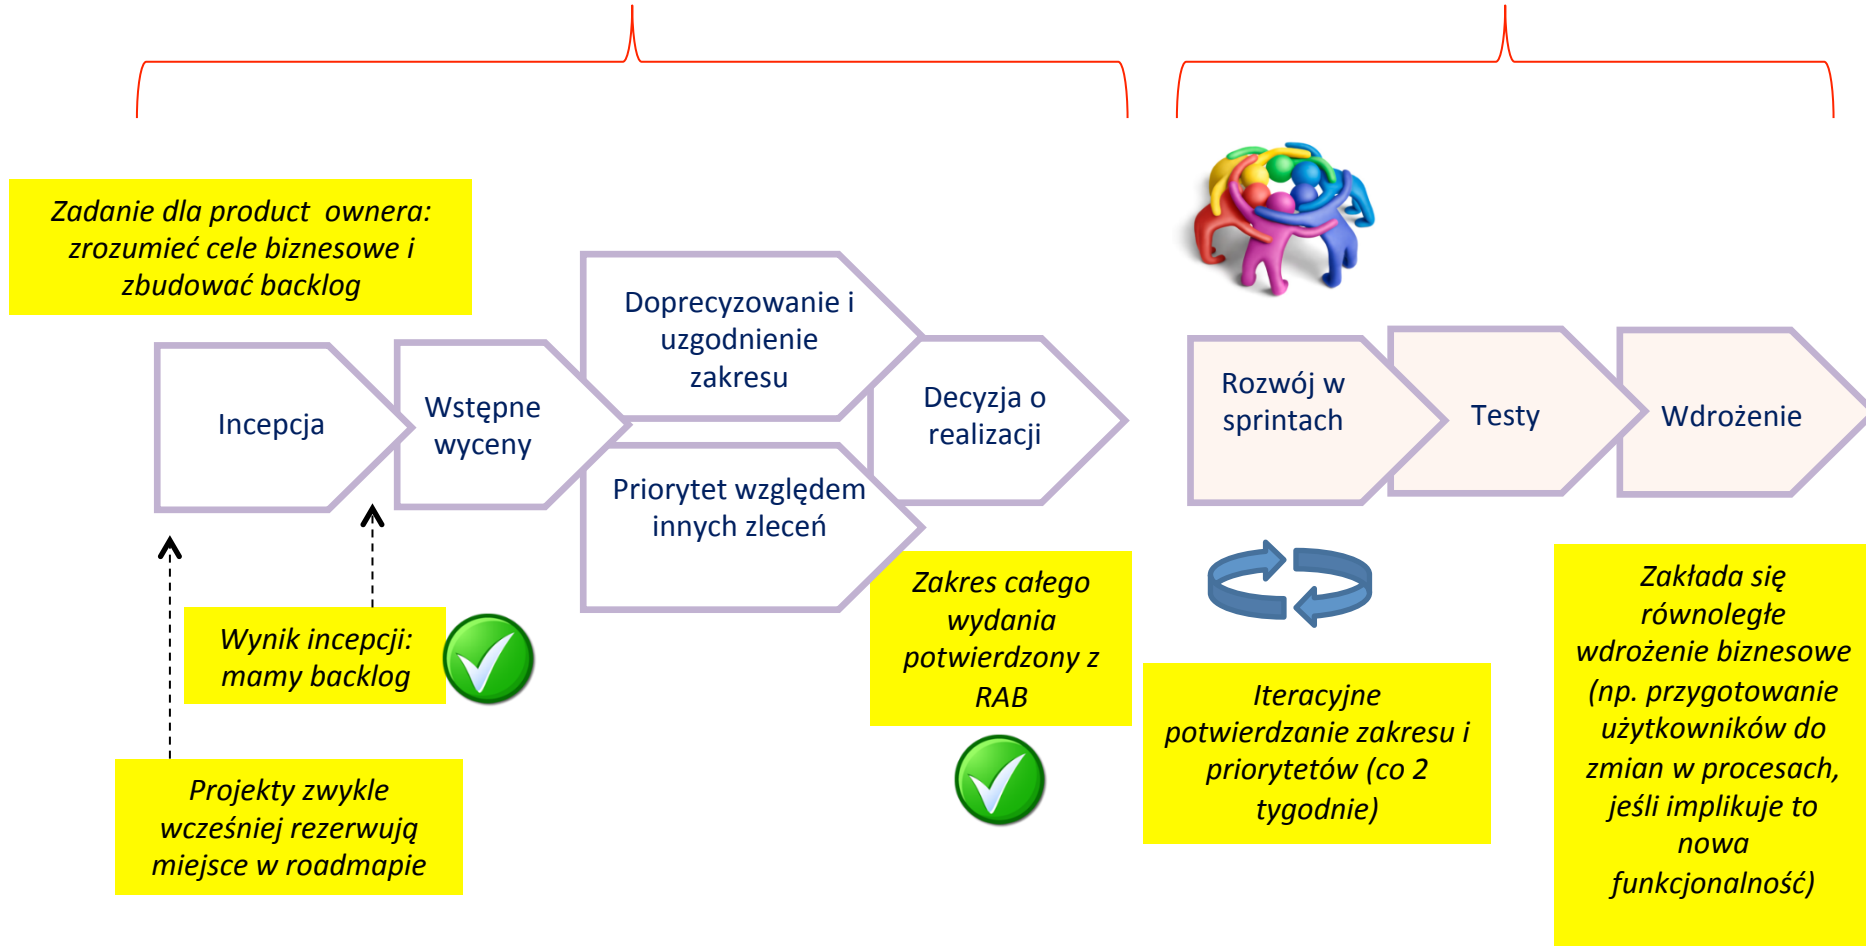 Zadanie dla product ownera:
zrozumieć cele biznesowe i
zbudować backlog
Incepcja
Wstępne
wyceny
Doprecyzowanie i
uzgodnienie
zakresu
Priorytet względem
innych zleceń
Decyzja o
realizacji
Rozwój w
sprintach
Testy
Wdrożenie
Wynik incepcji:
mamy backlog
Projekty zwykle
wcześniej rezerwują
miejsce w roadmapie
Zakres całego
wydania
potwierdzony z
RAB
Iteracyjne
potwierdzanie zakresu i
priorytetów (co 2
tygodnie)
Zakłada się
równoległe
wdrożenie biznesowe
(np. przygotowanie
użytkowników do
zmian w procesach,
jeśli implikuje to
nowa
funkcjonalność)